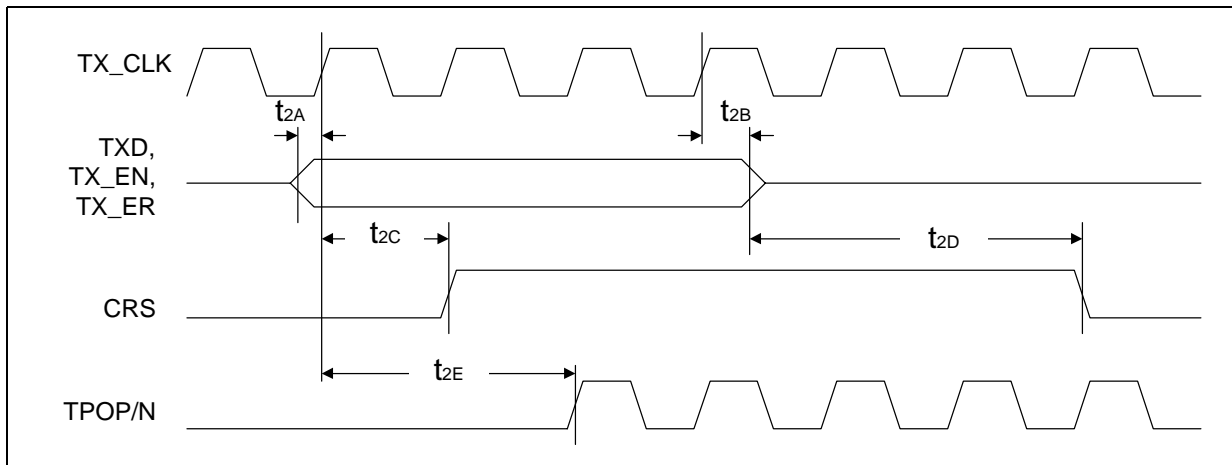 TX_CLK
t2A
t2B
TXD,
TX_EN,
TX_ER
t2C
t2D
CRS
t2E
TPOP/N